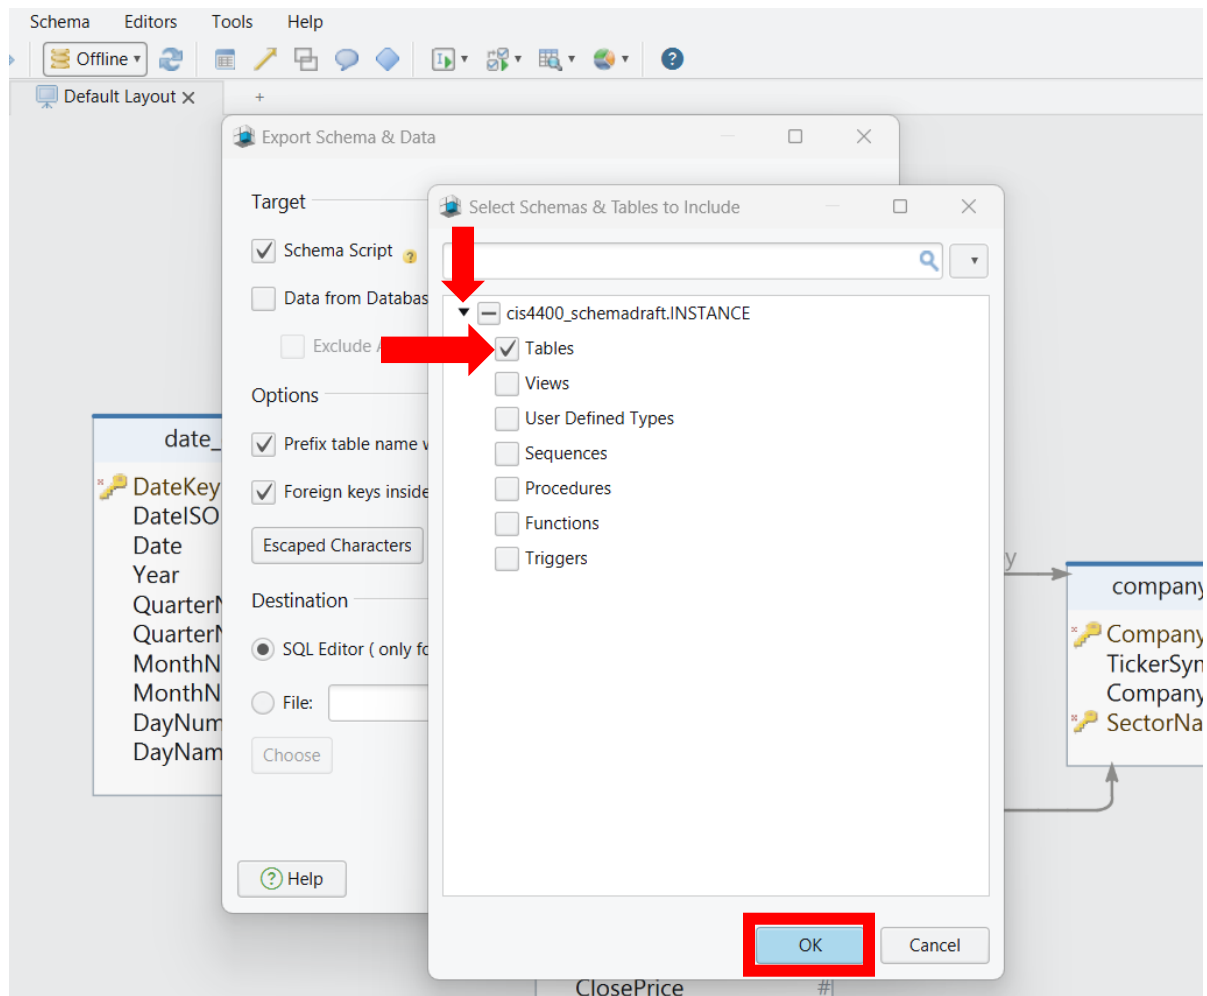 Schema Editors Tools Help
Offline
Default Layout
+
Export Schema & Data
Target
Select Schemas & Tables to Include
Schema Script
Data from Databas
Exclude
cis4400_schemadraft.INSTANCE
Tables
Views
User Defined Types
Sequences
Procedures
Functions
Triggers
Options
Prefix table name w
Foreign keys inside
Escaped Characters
Destination
SQL Editor ( only fo
File:
Choose
Help
OK
Cancel
date_
DateKey
DateISO
Date
Year
QuarterN
QuarterN
MonthN
MonthN
DayNum
DayNam
y
company
Company
TickerSym
Company
SectorNa
ClosePrice #